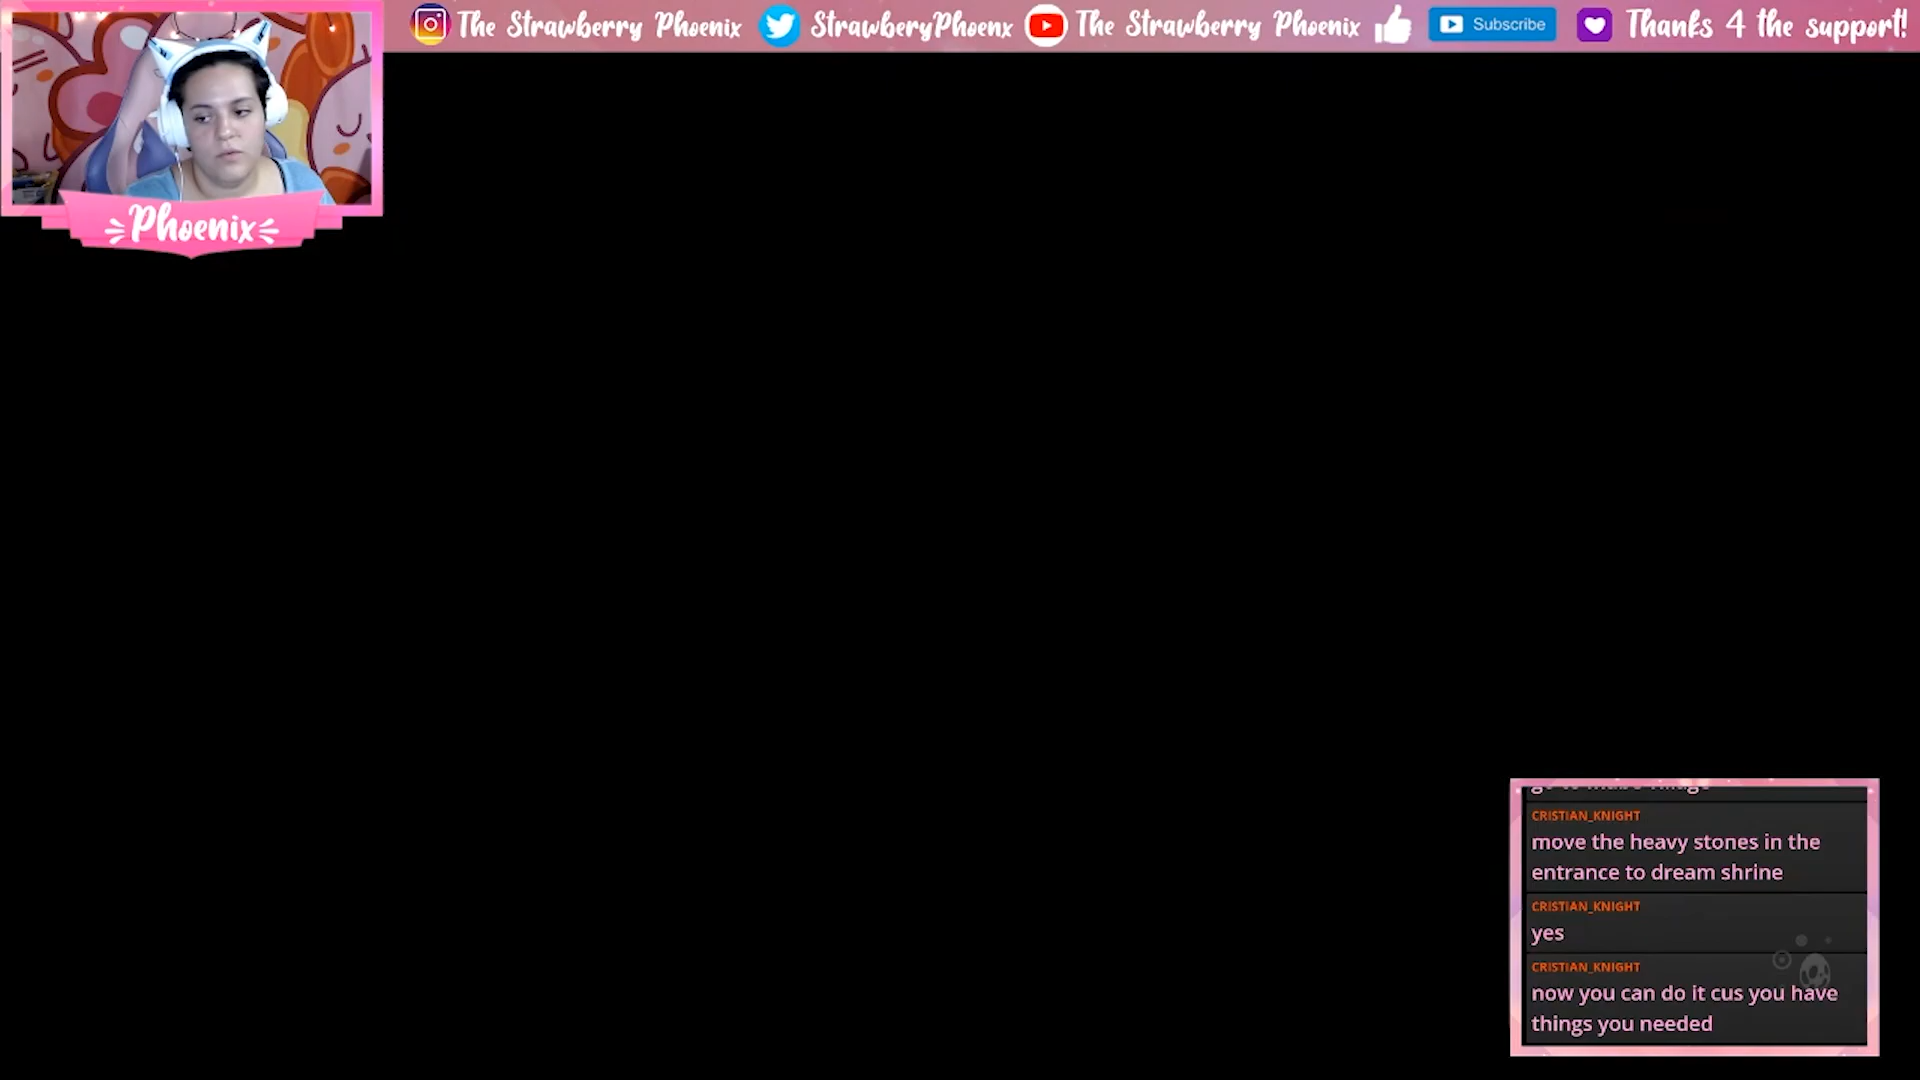 The Strawberry Phoenix StrawberyPhoenx The Strawberry Phoenix Subscribe Thanks 4 the support!
Phoenix
CRISTIAN_KNIGHT
move the heavy stones in the
entrance to dream shrine
CRISTIAN_KNIGHT
yes
CRISTIAN_KNIGHT
now you can do it cus you have
things you needed